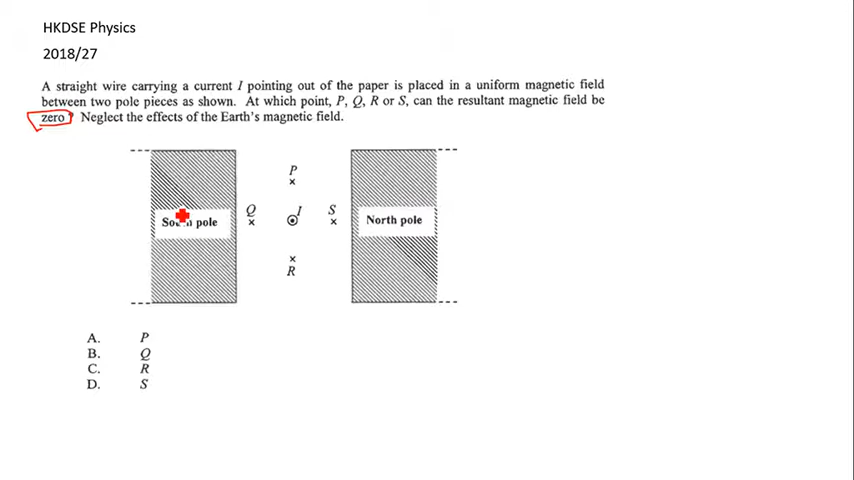 HKDSE Physics
2018/27
A straight wire carrying a current I pointing out of the paper is placed in a uniform magnetic field
between two pole pieces as shown. At which point, P, Q, R or S, can the resultant magnetic field be
zero? Neglect the effects of the Earth's magnetic field.
P
×
Q
×
I
S
×
South pole
North pole
×
R
A. P
B. Q
C. R
D. S